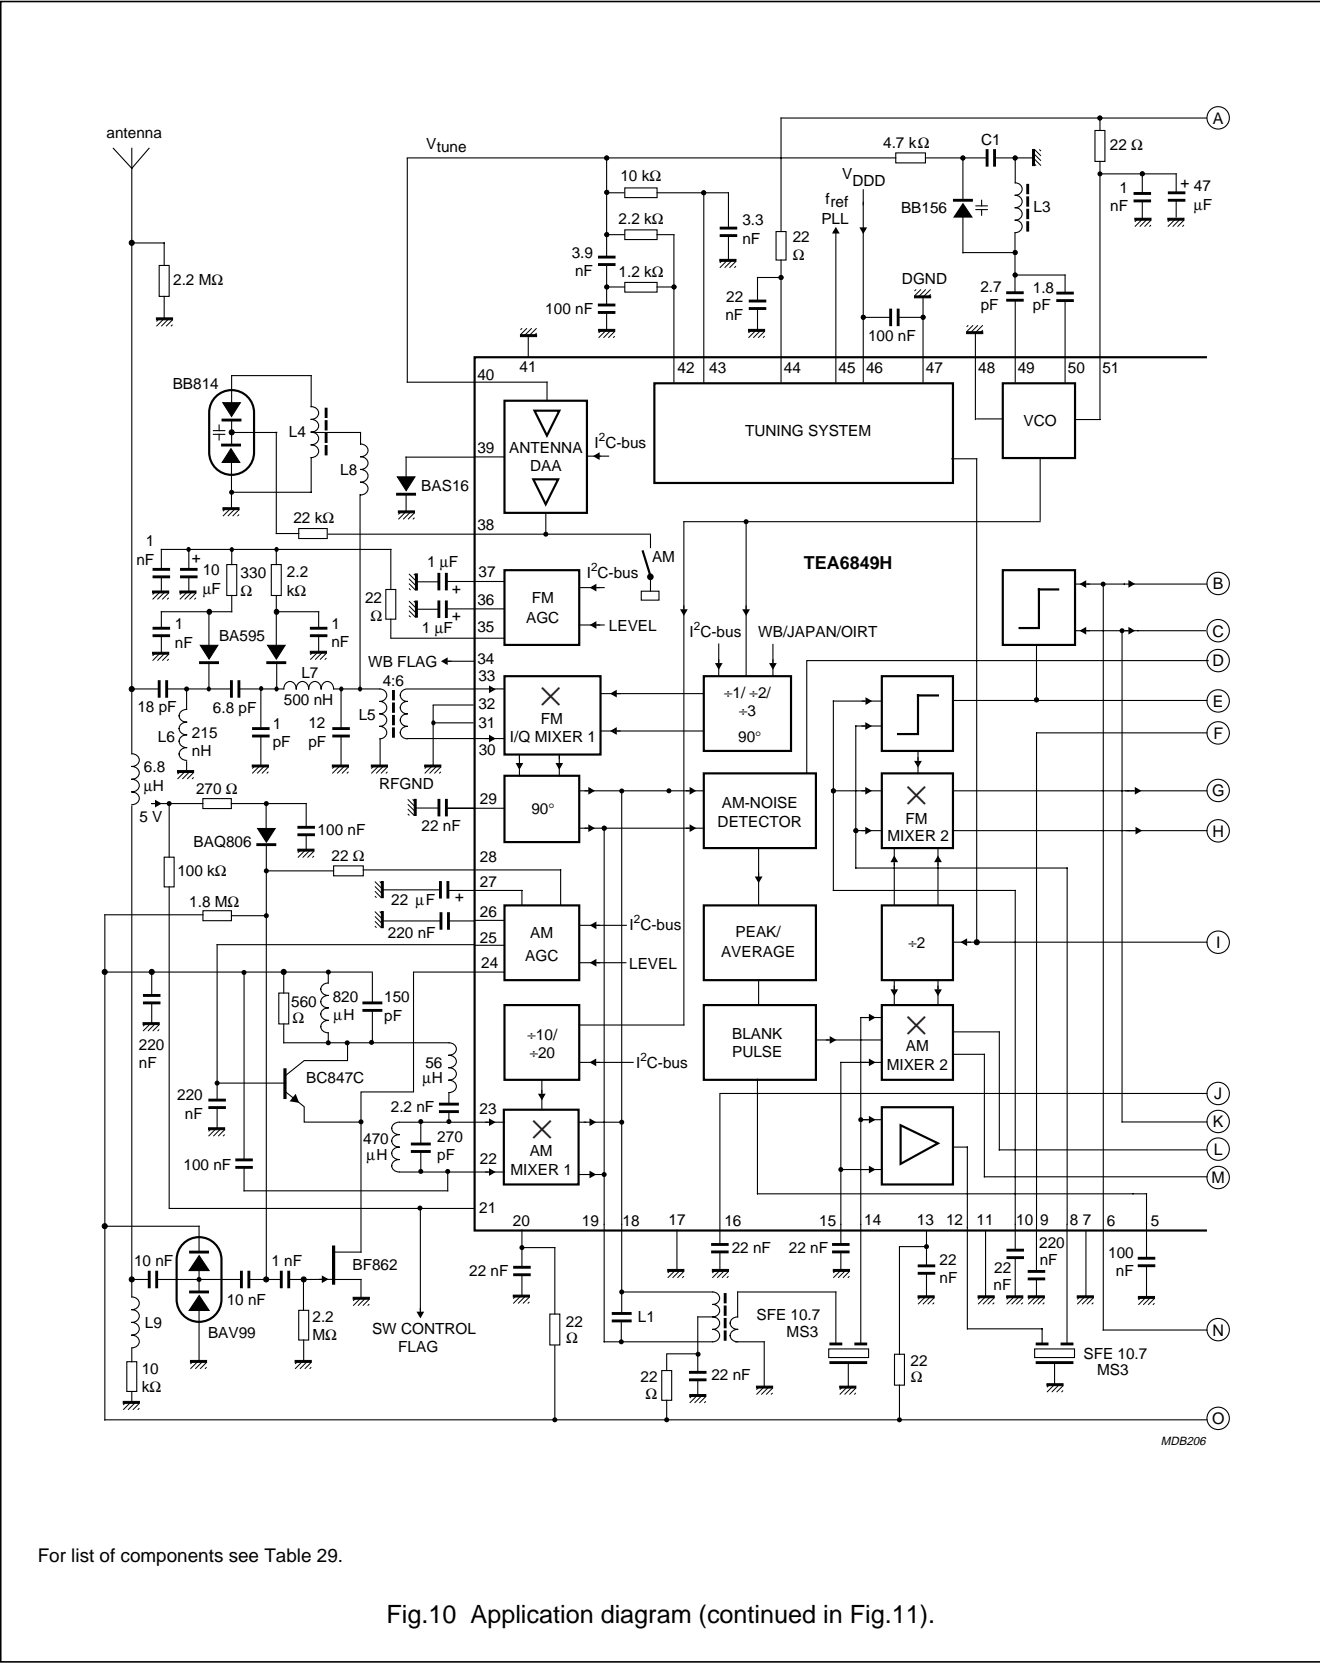 antenna
2.2 MΩ
Vtune
10 kΩ
2.2 kΩ
3.9
nF
1.2 kΩ
100 nF
3.3
nF
22
Ω
22
nF
fref
PLL
VDDD
DGND
100 nF
4.7 kΩ
C1
BB156
L3
2.7
pF
1.8
pF
22 Ω
1
nF
+ 47
μF
A
41
40
42
43
44
45
46
47
48
49
50
51
BB814
L4
L8
BAS16
39
ANTENNA
DAA
I2C-bus
TUNING SYSTEM
VCO
22 kΩ
38
AM
TEA6849H
1
nF
+
10
μF
330
Ω
2.2
kΩ
22
Ω
1 μF
+
1 μF
+
37
36
35
FM
AGC
I2C-bus
LEVEL
1
nF
BA595
1
nF
WB FLAG
34
I2C-bus
WB/JAPAN/OIRT
B
C
D
18 pF
6.8 pF
L7
500 nH
L6
215
nH
1
pF
12
pF
L5
4:6
33
32
31
30
FM
I/Q MIXER 1
÷1/ ÷2/
÷3
90°
E
F
RFGND
6.8
μH
5 V
270 Ω
BAQ806
100 nF
22 nF
29
90°
AM-NOISE
DETECTOR
FM
MIXER 2
G
H
100 kΩ
22 Ω
28
22 μF
+
27
1.8 MΩ
220 nF
26
25
24
AM
AGC
I2C-bus
LEVEL
PEAK/
AVERAGE
÷2
I
220
nF
560
Ω
820
μH
150
pF
÷10/
÷20
I2C-bus
BLANK
PULSE
AM
MIXER 2
BC847C
56
μH
220
nF
2.2 nF
23
470
μH
270
pF
22
AM
MIXER 1
100 nF
21
J
K
L
M
20
19
18
17
16
15
14
13
12
11
10
9
8
7
6
5
10 nF
10 nF
1 nF
BF862
BAV99
2.2
MΩ
L9
10
kΩ
SW CONTROL
FLAG
22 nF
22
Ω
L1
22
Ω
22 nF
22 nF
22 nF
SFE 10.7
MS3
22
nF
22
Ω
22
nF
220
nF
100
nF
SFE 10.7
MS3
N
O
MDB206
For list of components see Table 29.
Fig.10 Application diagram (continued in Fig.11).